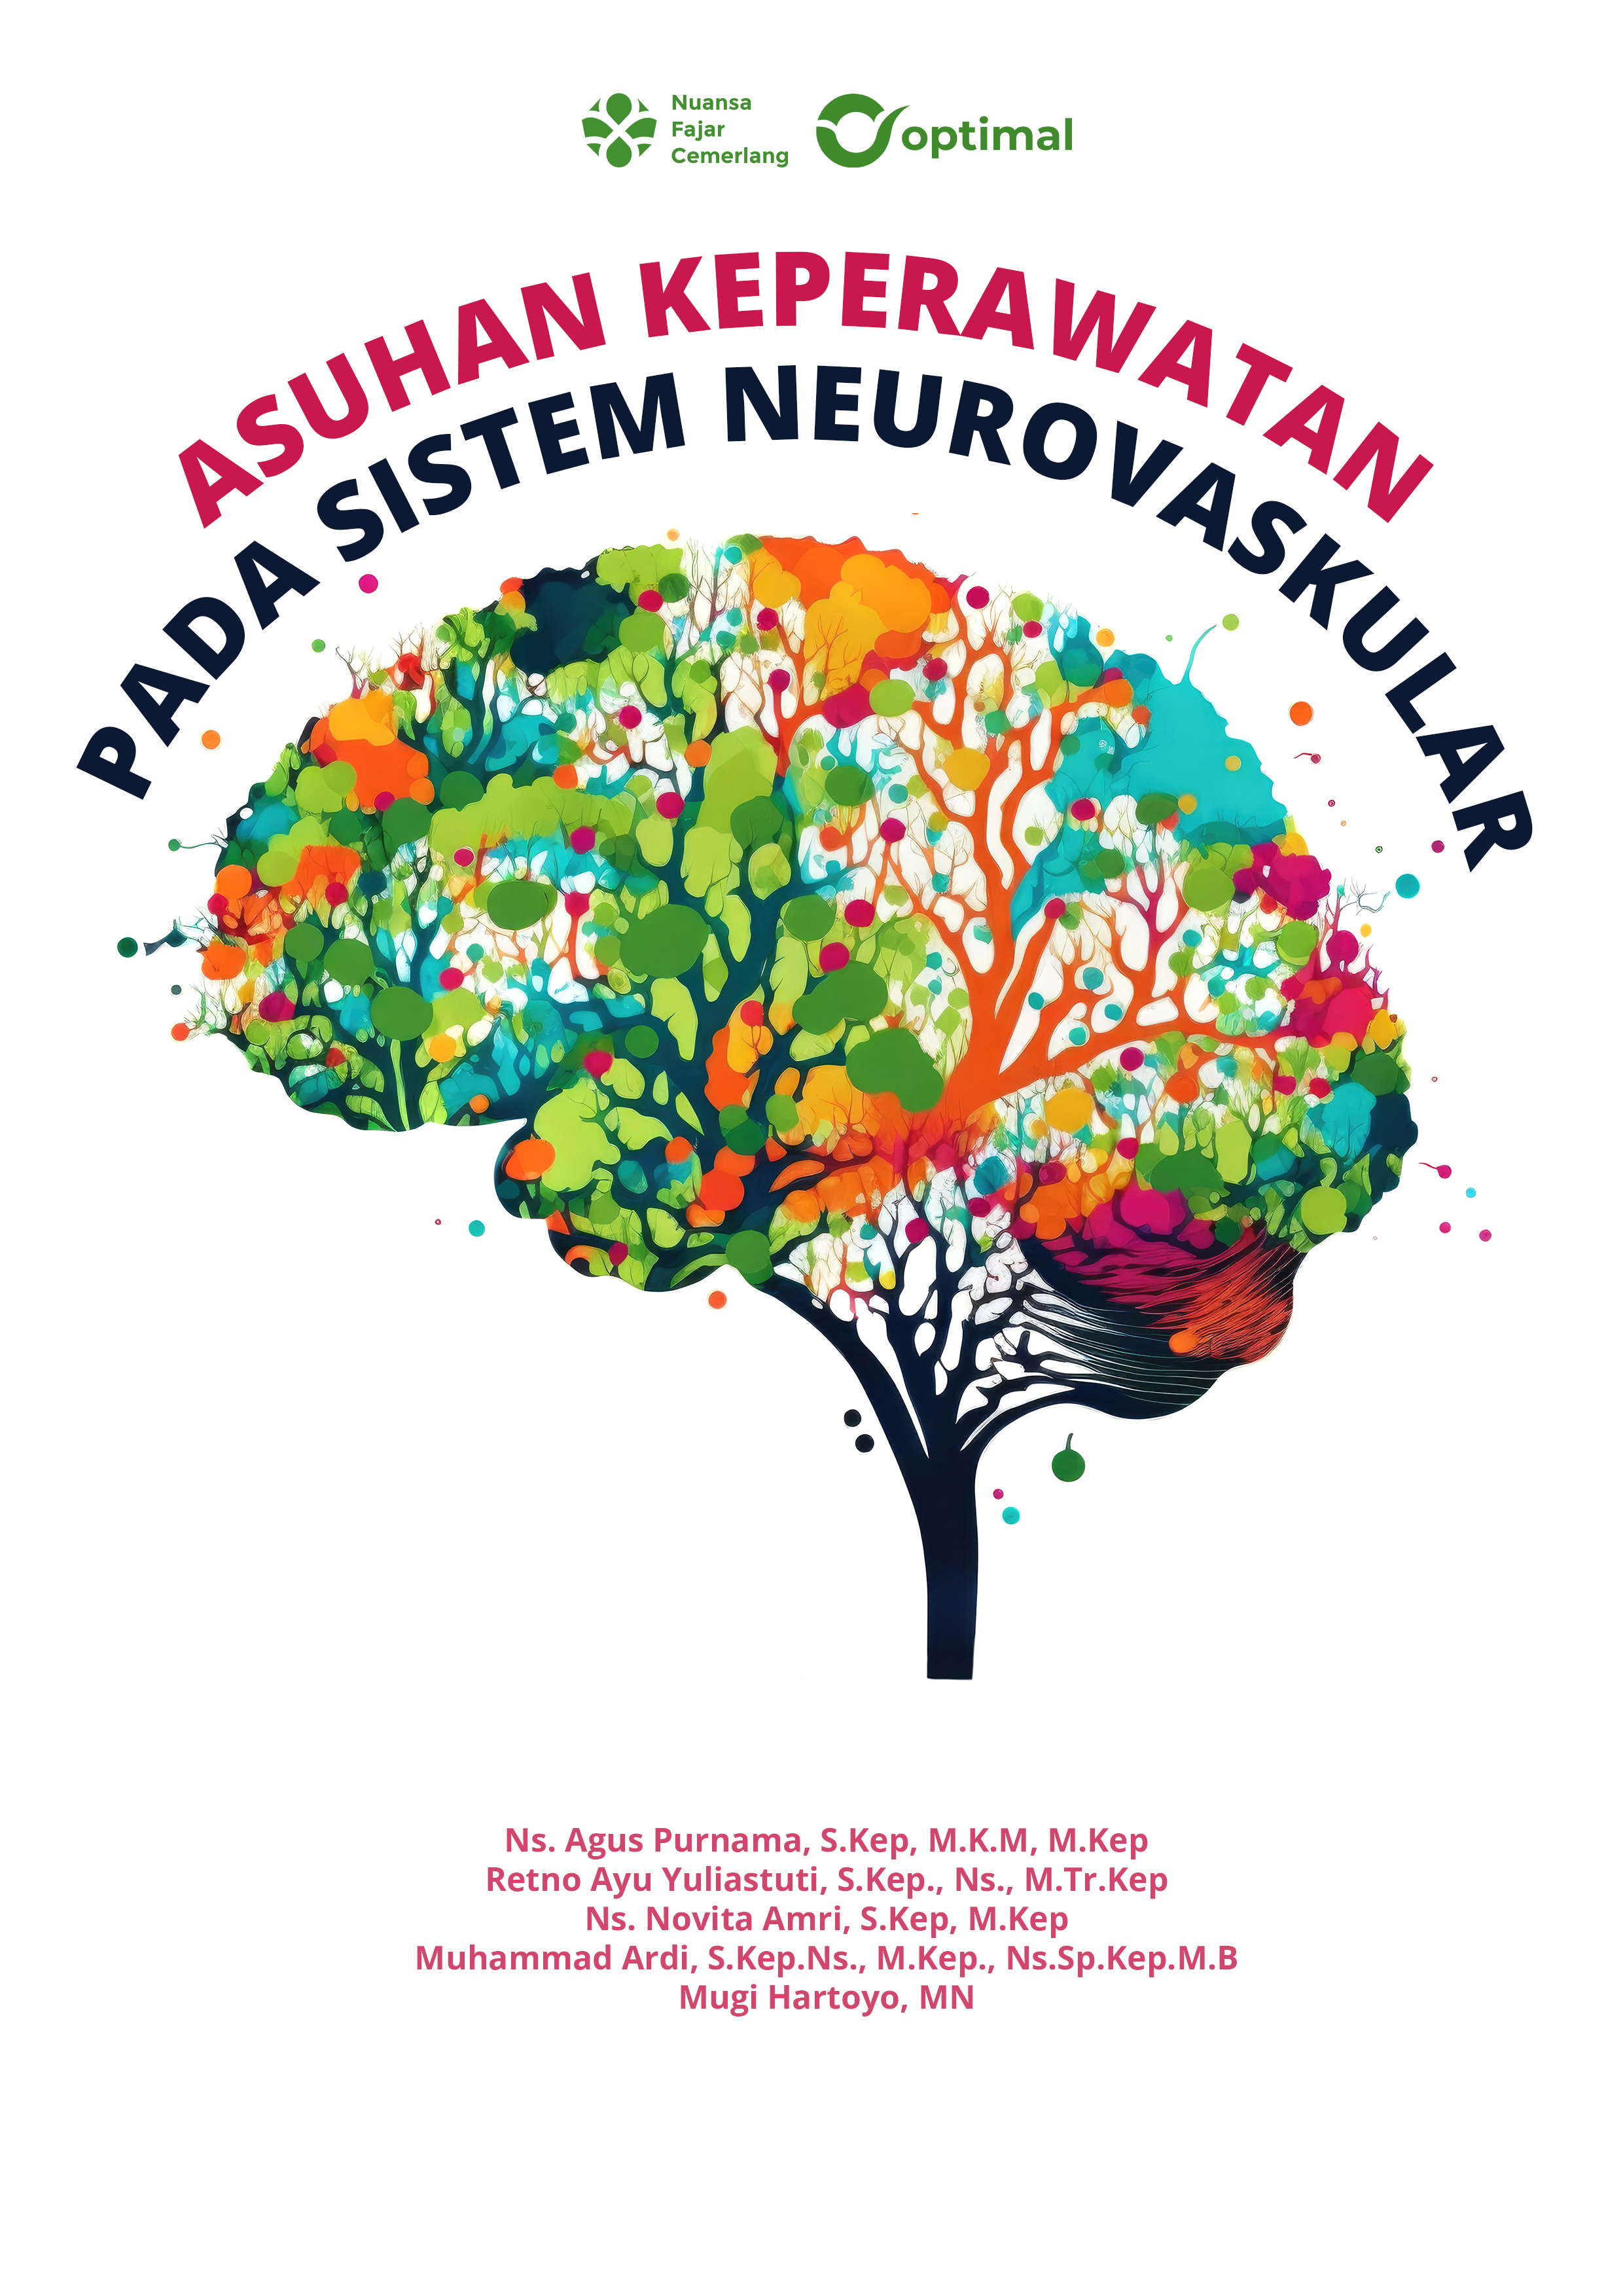 Nuansa
Fajar
Cemerlang
optimal
ASUHAN KEPERAWATAN
PADA SISTEM NEUROVASKULAR
Ns. Agus Purnama, S.Kep, M.K.M, M.Kep
Retno Ayu Yuliastuti, S.Kep., Ns., M.Tr.Kep
Ns. Novita Amri, S.Kep, M.Kep
Muhammad Ardi, S.Kep.Ns., M.Kep., Ns.Sp.Kep.M.B
Mugi Hartoyo, MN